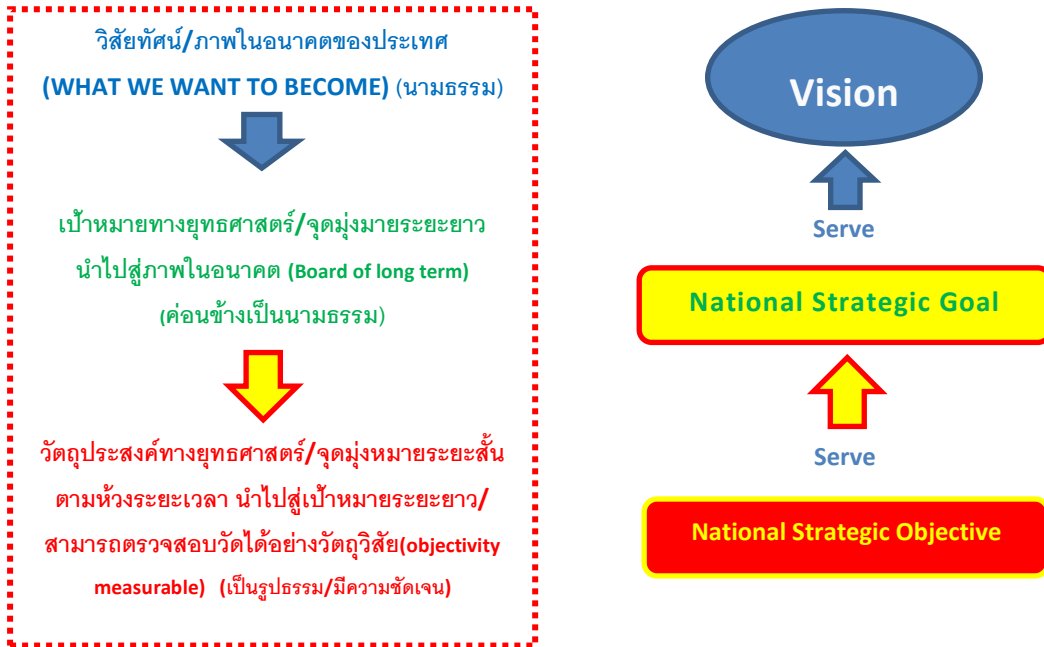 วิสัยทัศน์/ภาพในอนาคตของประเทศ
(WHAT WE WANT TO BECOME) (นามธรรม)
เป้าหมายทางยุทธศาสตร์/จุดมุ่งมายระยะยาว
นำไปสู่ภาพในอนาคต (Board of long term)
(ค่อนข้างเป็นนามธรรม)
วัตถุประสงค์ทางยุทธศาสตร์/จุดมุ่งหมายระยะสั้น
ตามห้วงระยะเวลา นำไปสู่เป้าหมายระยะยาว/
สามารถตรวจสอบวัดได้อย่างวัตถุวิสัย(objectivity
measurable) (เป็นรูปธรรม/มีความชัดเจน)
Vision
Serve
National Strategic Goal
Serve
National Strategic Objective